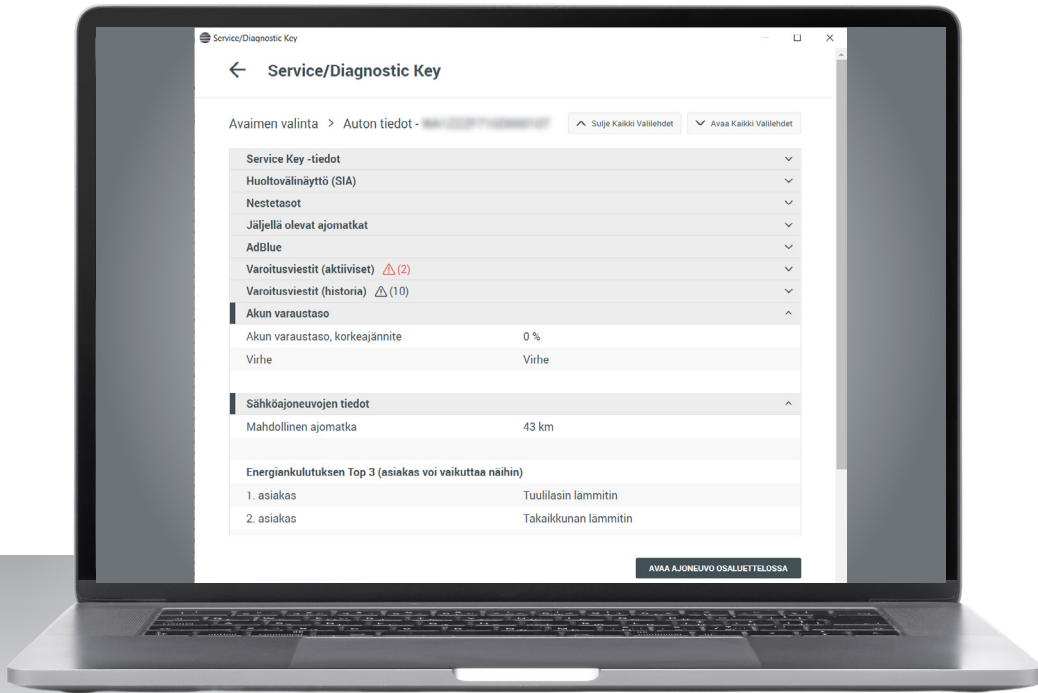 Service/Diagnostic Key
Service/Diagnostic Key
Avaimen valinta > Auton tiedot -
Sulje Kaikki Valilehdet
Avaa Kaikki Valilehdet
Service Key -tiedot
Huoltovälinäyttö (SIA)
Nestetasot
Jäljellä olevat ajomatkat
AdBlue
Varoitusviestit (aktiiviset) (2)
Varoitusviestit (historia) (10)
Akun varaustaso
Akun varaustaso, korkeajännite 0 %
Virhe Virhe
Sähköajoneuvojen tiedot
Mahdollinen ajomatka 43 km
Energiankulutuksen Top 3 (asiakas voi vaikuttaa näihin)
1. asiakas Tuulilasin lämmitin
2. asiakas Takaikkunan lämmitin
AVAA AJONEUVO OSALUETTELOSSA